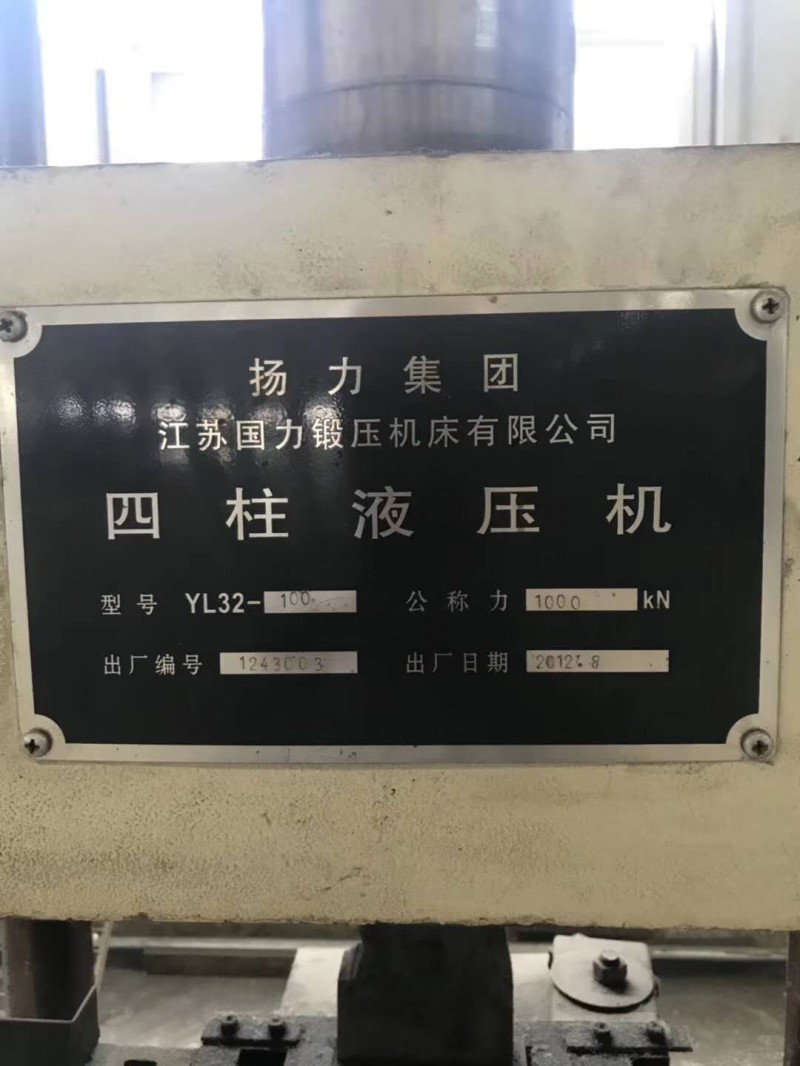 扬力集团
江苏国力锻压机床有限公司
四柱液压机
型号 YL32-100 公称力 1000 kN
出厂编号 1243003 出厂日期 2012.8